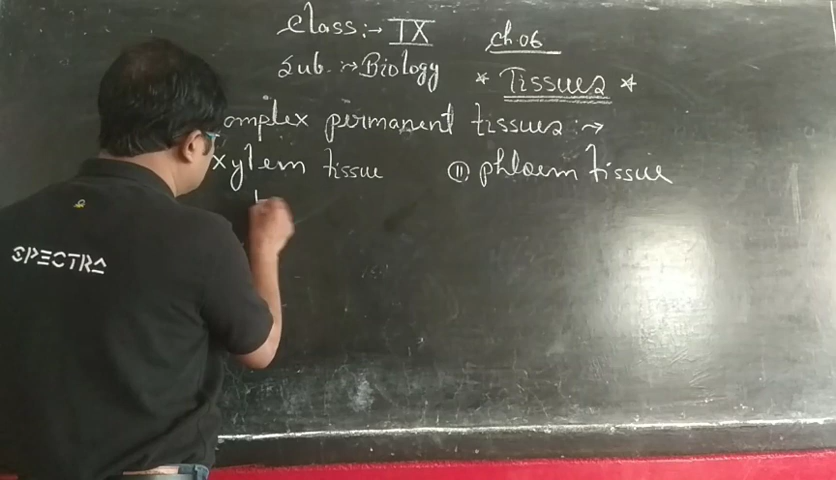 Class:→ IX
Ch. 06
Sub. :→ Biology
* Tissues *
omplex permanent tissues :→
xylem tissue (ii) phloem tissue
SPECTRA